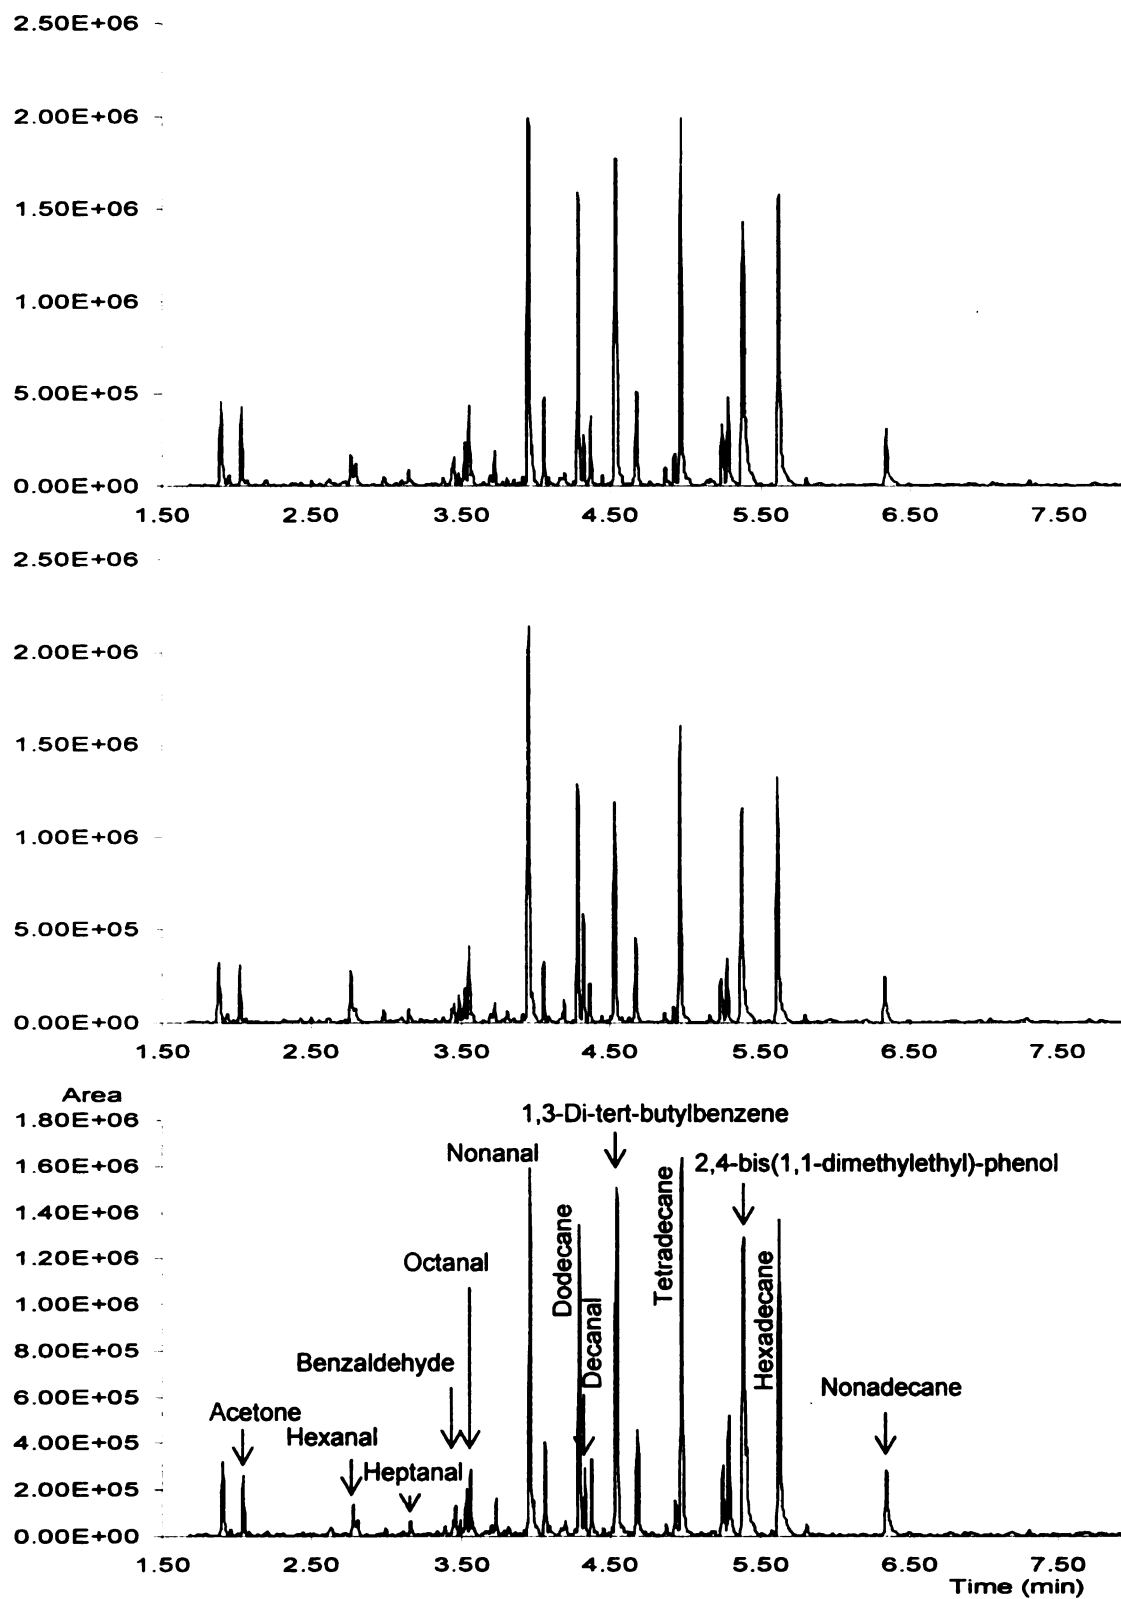 2.50E+06
2.00E+06
1.50E+06
1.00E+06
5.00E+05
0.00E+00
1.50 2.50 3.50 4.50 5.50 6.50 7.50
2.50E+06
2.00E+06
1.50E+06
1.00E+06
5.00E+05
0.00E+00
1.50 2.50 3.50 4.50 5.50 6.50 7.50
Area
1.80E+06
1.60E+06
1.40E+06
1.20E+06
1.00E+06
8.00E+05
6.00E+05
4.00E+05
2.00E+05
0.00E+00
1,3-Di-tert-butylbenzene
Nonanal
2,4-bis(1,1-dimethylethyl)-phenol
Tetradecane
Dodecane
Octanal
Hexadecane
Decanal
Benzaldehyde
Nonadecane
Acetone
Hexanal
Heptanal
1.50 2.50 3.50 4.50 5.50 6.50 7.50
Time (min)